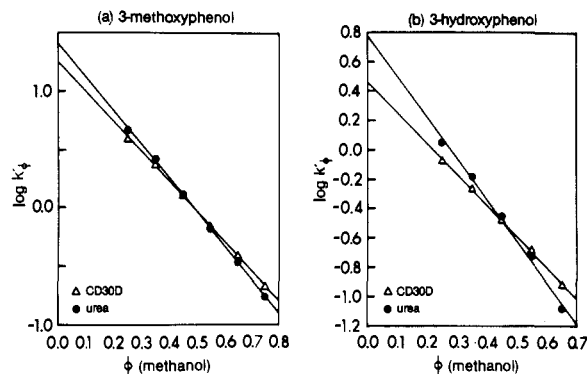 (a) 3-methoxyphenol
(b) 3-hydroxyphenol
log k′ϕ
1.0
0.0
-1.0
△ CD30D
● urea
0.0 0.1 0.2 0.3 0.4 0.5 0.6 0.7 0.8
ϕ (methanol)
log k′ϕ
0.8
0.6
0.4
0.2
0.0
-0.2
-0.4
-0.6
-0.8
-1.0
-1.2
△ CD30D
● urea
0.0 0.1 0.2 0.3 0.4 0.5 0.6 0.7
ϕ (methanol)